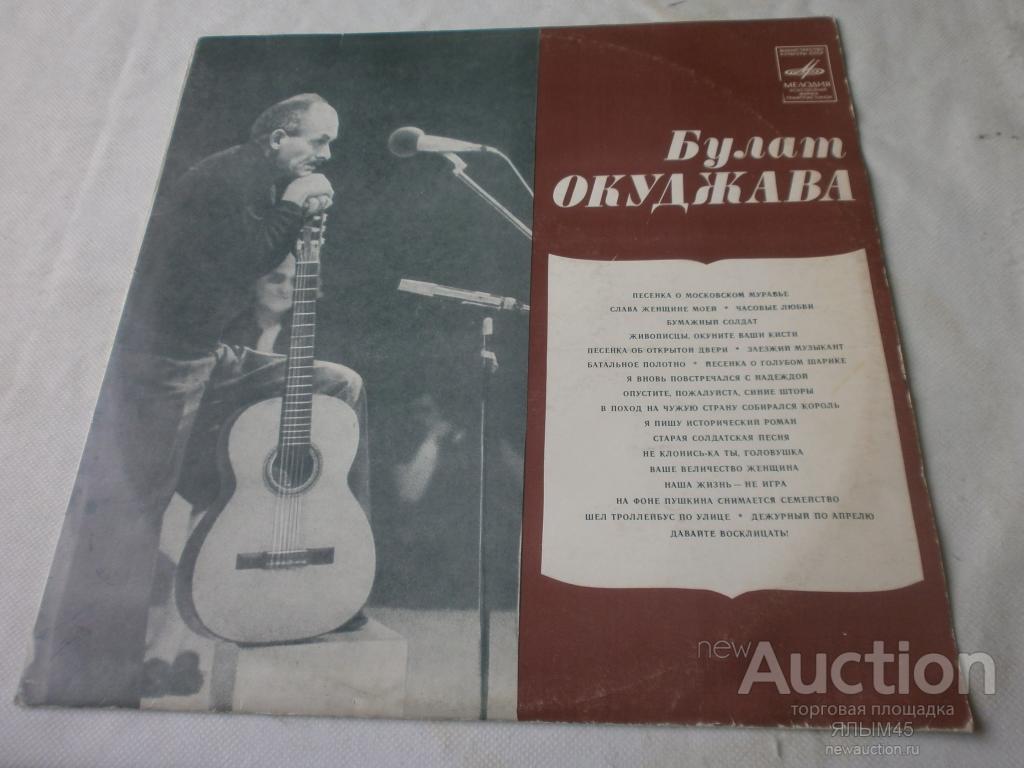 МИНИСТЕРСТВО
КУЛЬТУРЫ СССР
МЕЛОДИЯ
Булат
ОКУДЖАВА
ПЕСЕНКА О МОСКОВСКОМ МУРАВЬЕ
СЛАВА ЖЕНЩИНЕ МОЕЙ * ЧАСОВЫЕ ЛЮБВИ
БУМАЖНЫЙ СОЛДАТ
ЖИВОПИСЦЫ, ОКУНИТЕ ВАШИ КИСТИ
ПЕСЕНКА ОБ ОТКРЫТОЙ ДВЕРИ * ЗАЕЗЖИЙ МУЗЫКАНТ
БАТАЛЬНОЕ ПОЛОТНО * ПЕСЕНКА О ГОЛУБОМ ШАРИКЕ
Я ВНОВЬ ПОВСТРЕЧАЛСЯ С НАДЕЖДОЙ
ОПУСТИТЕ, ПОЖАЛУЙСТА, СИНИЕ ШТОРЫ
В ПОХОД НА ЧУЖУЮ СТРАНУ СОБИРАЛСЯ КОРОЛЬ
Я ПИШУ ИСТОРИЧЕСКИЙ РОМАН
СТАРАЯ СОЛДАТСКАЯ ПЕСНЯ
НЕ КЛОНИСЬ-КА ТЫ, ГОЛОВУШКА
ВАШЕ ВЕЛИЧЕСТВО ЖЕНЩИНА
НАША ЖИЗНЬ — НЕ ИГРА
НА ФОНЕ ПУШКИНА СНИМАЕТСЯ СЕМЕЙСТВО
ШЕЛ ТРОЛЛЕЙБУС ПО УЛИЦЕ * ДЕЖУРНЫЙ ПО АПРЕЛЮ
ДАВАЙТЕ ВОСКЛИЦАТЬ!
new Auction
торговая площадка
ЯЛЫМ45
newauction.ru